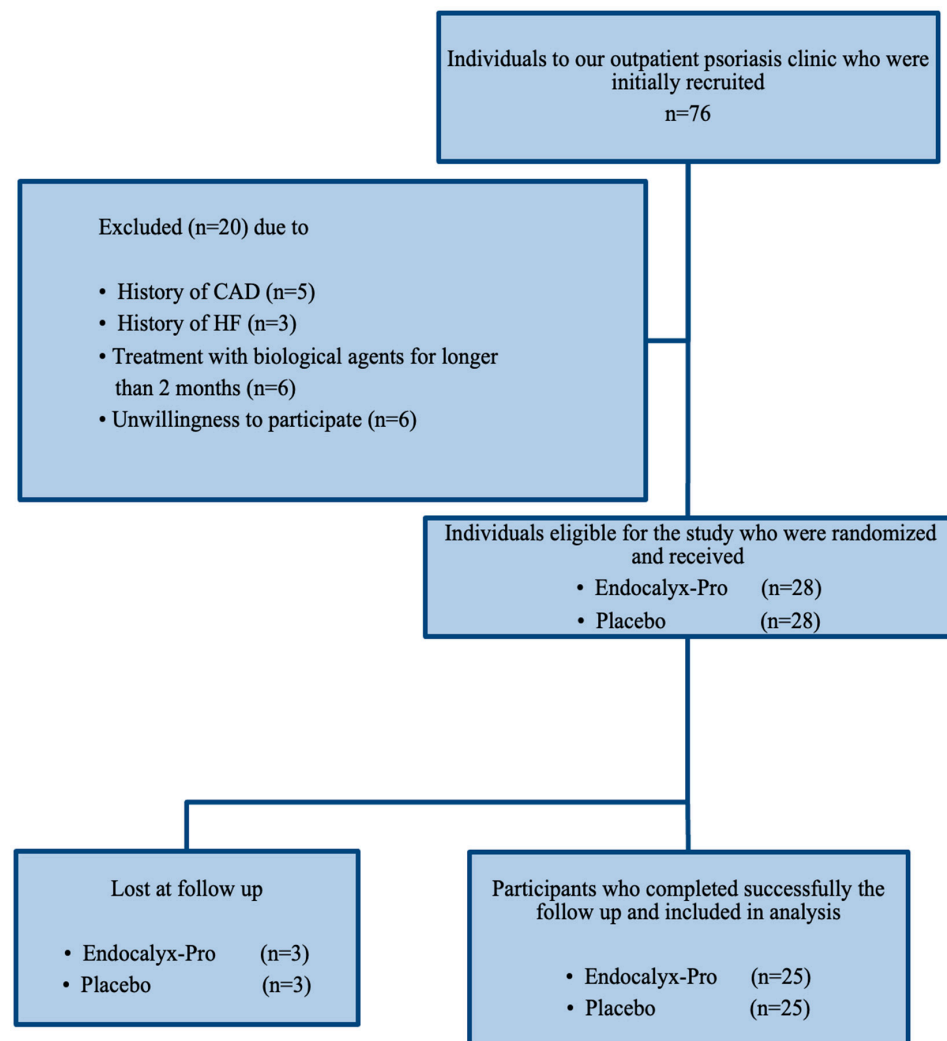 Individuals to our outpatient psoriasis clinic who were
initially recruited
n=76
Excluded (n=20) due to
• History of CAD (n=5)
• History of HF (n=3)
• Treatment with biological agents for longer
than 2 months (n=6)
• Unwillingness to participate (n=6)
Individuals eligible for the study who were randomized
and received
• Endocalyx-Pro (n=28)
• Placebo (n=28)
Lost at follow up
• Endocalyx-Pro (n=3)
• Placebo (n=3)
Participants who completed successfully the
follow up and included in analysis
• Endocalyx-Pro (n=25)
• Placebo (n=25)